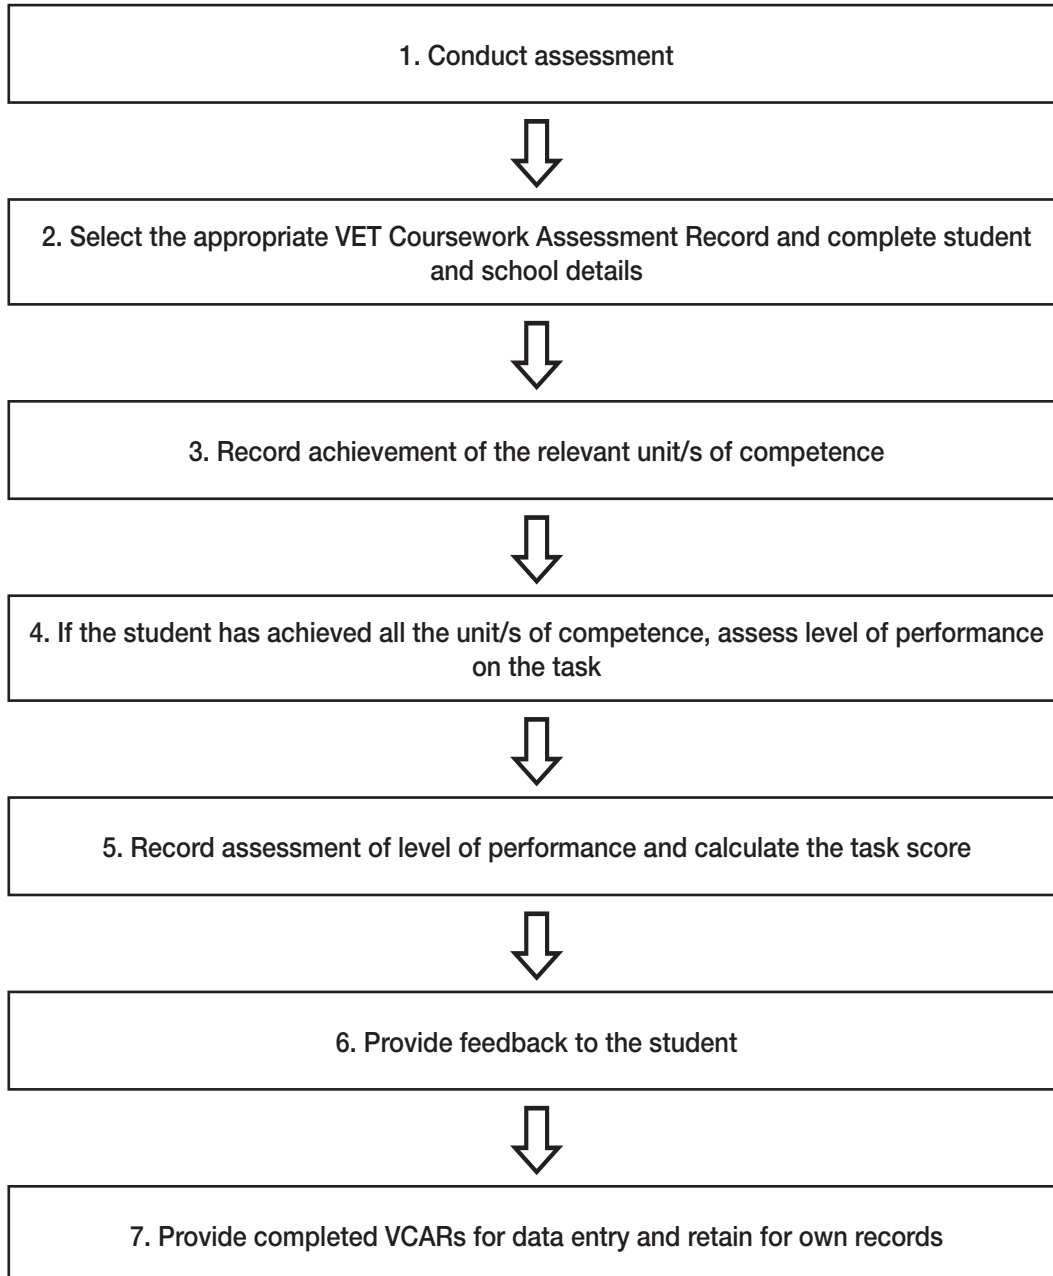 1. Conduct assessment
2. Select the appropriate VET Coursework Assessment Record and complete student
and school details
3. Record achievement of the relevant unit/s of competence
4. If the student has achieved all the unit/s of competence, assess level of performance
on the task
5. Record assessment of level of performance and calculate the task score
6. Provide feedback to the student
7. Provide completed VCARs for data entry and retain for own records